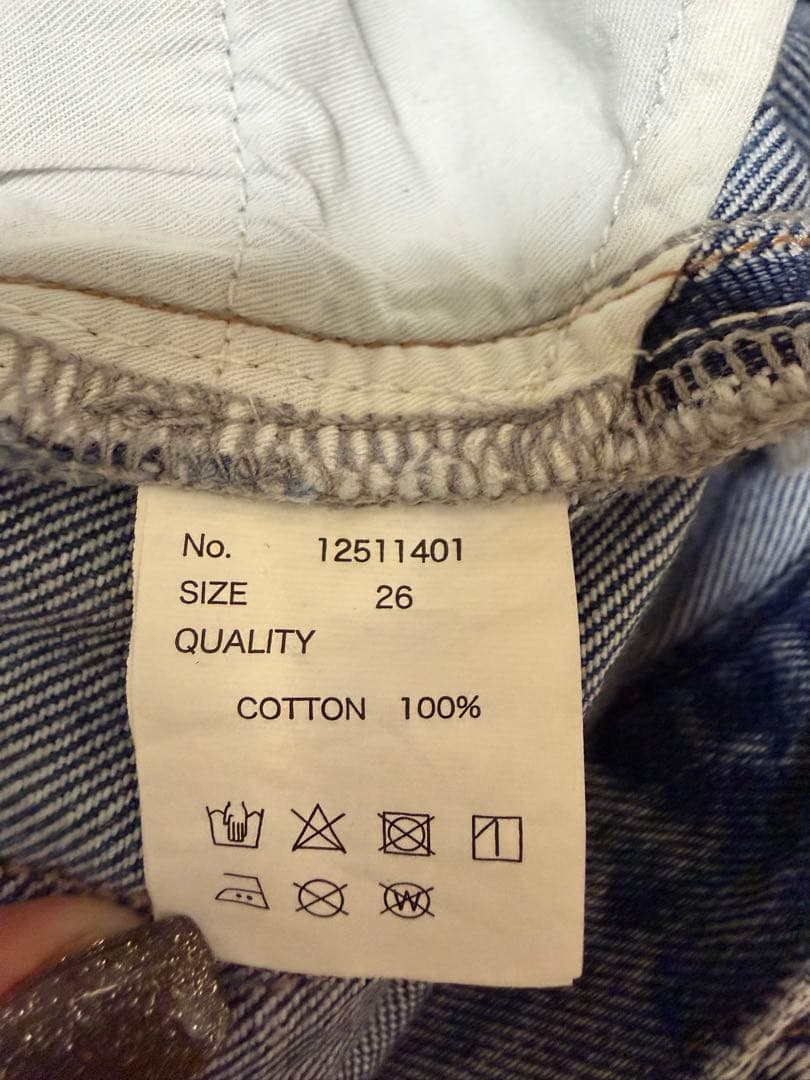 No. 12511401
SIZE 26
QUALITY
COTTON 100%
W